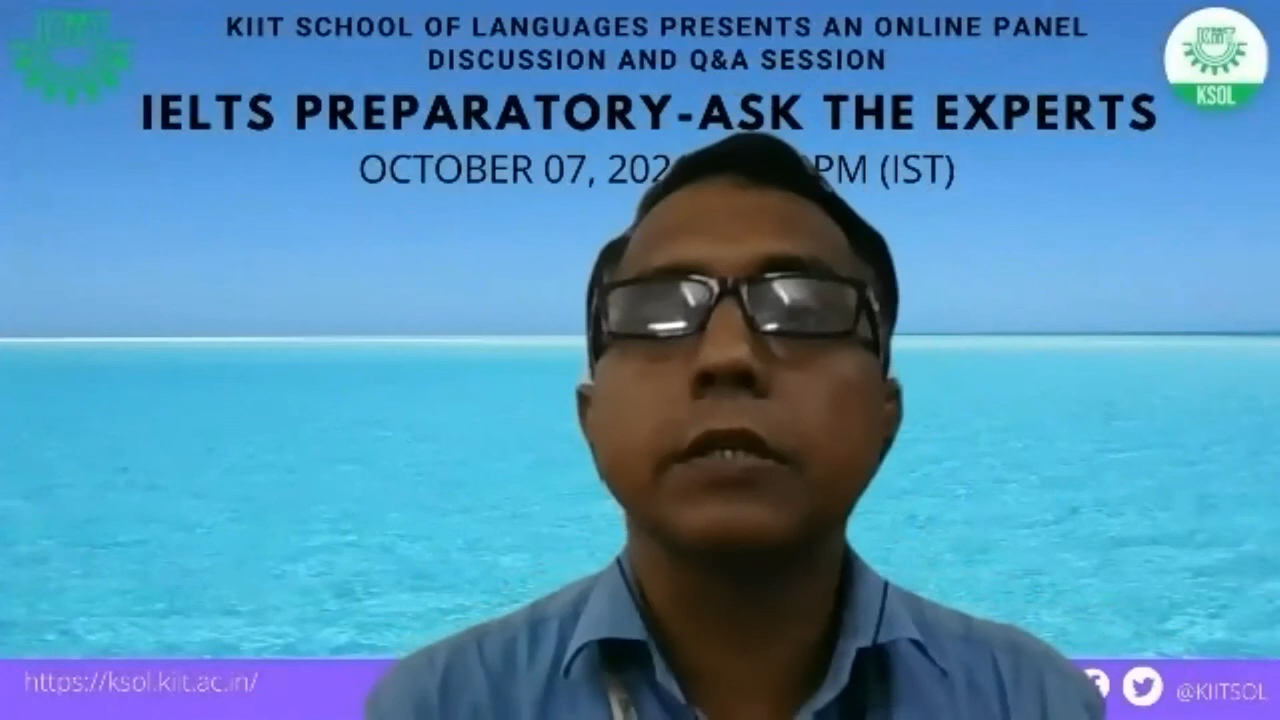 KIIT SCHOOL OF LANGUAGES PRESENTS AN ONLINE PANEL
DISCUSSION AND Q&A SESSION
IELTS PREPARATORY-ASK THE EXPERTS
OCTOBER 07, 202 PM (IST)
KSOL
https://ksol.kiit.ac.in/
@KIITSOL